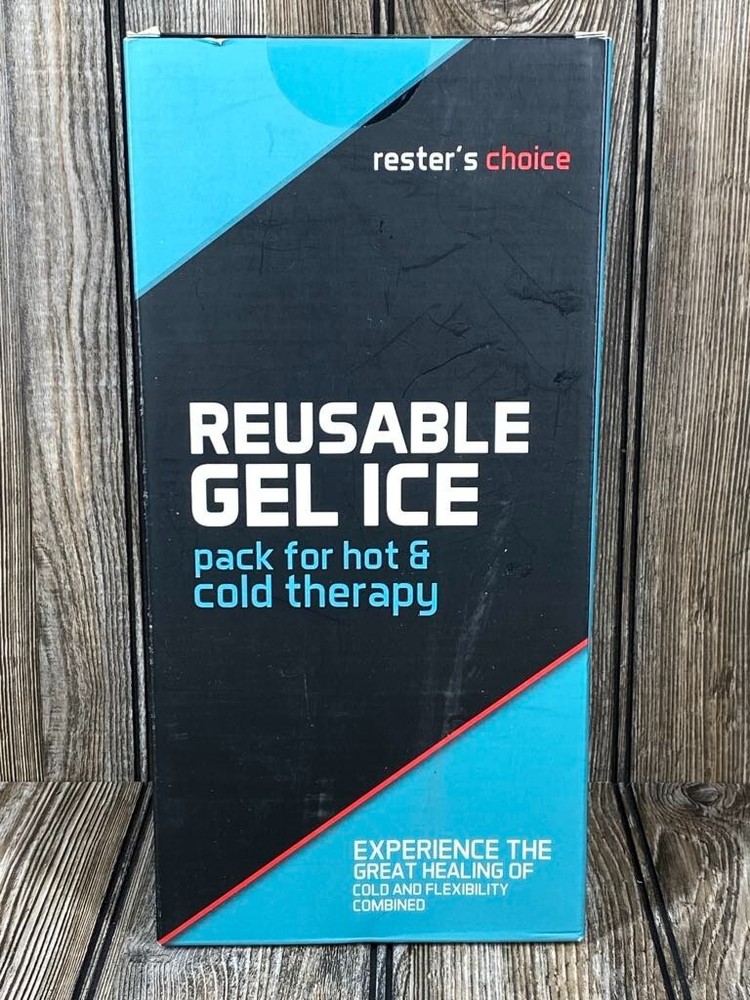 rester's choice
REUSABLE
GEL ICE
pack for hot &
cold therapy
EXPERIENCE THE
GREAT HEALING OF
COLD AND FLEXIBILITY
COMBINED